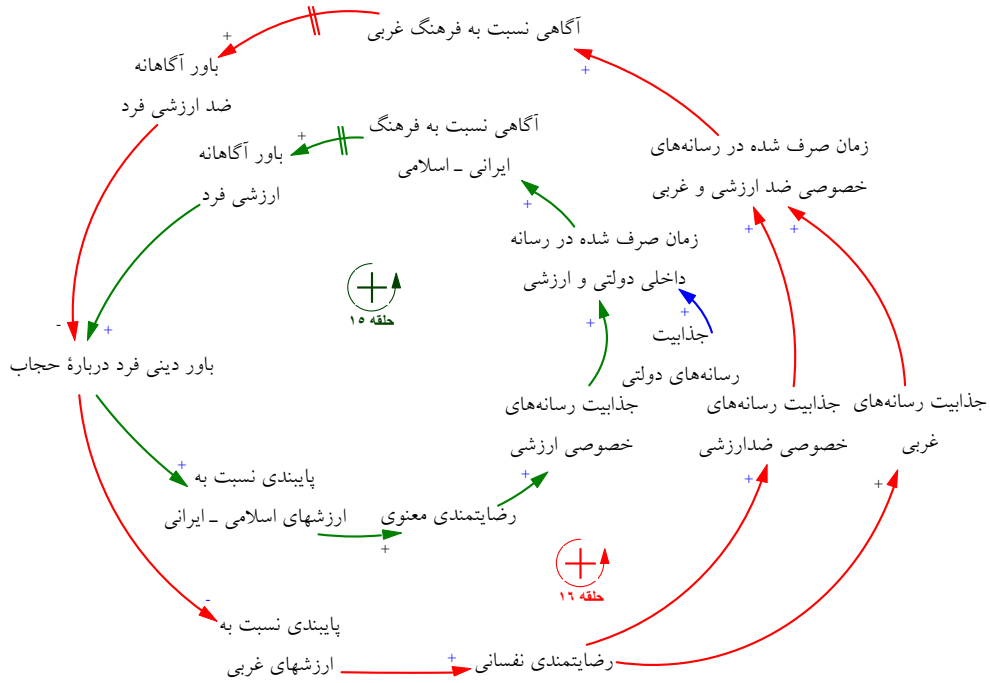 آگاهی نسبت به فرهنگ غربی
+
باور آگاهانه
ضد ارزشی فرد
+
آگاهی نسبت به فرهنگ
ایرانی ـ اسلامی
+
باور آگاهانه
ارزشی فرد
زمان صرف شده در رسانه‌های
خصوصی ضد ارزشی و غربی
+
+
+
زمان صرف شده در رسانه
داخلی دولتی و ارزشی
+
+
حلقه ۱۵
جذابیت
رسانه‌های دولتی
-
+
باور دینی فرد دربارهٔ حجاب
جذابیت رسانه‌های
خصوصی ارزشی
جذابیت رسانه‌های
خصوصی ضدارزشی
جذابیت رسانه‌های
غربی
+
+
+
+
پایبندی نسبت به
ارزشهای اسلامی ـ ایرانی
رضایتمندی معنوی
+
حلقه ۱۶
-
پایبندی نسبت به
ارزشهای غربی
+
رضایتمندی نفسانی